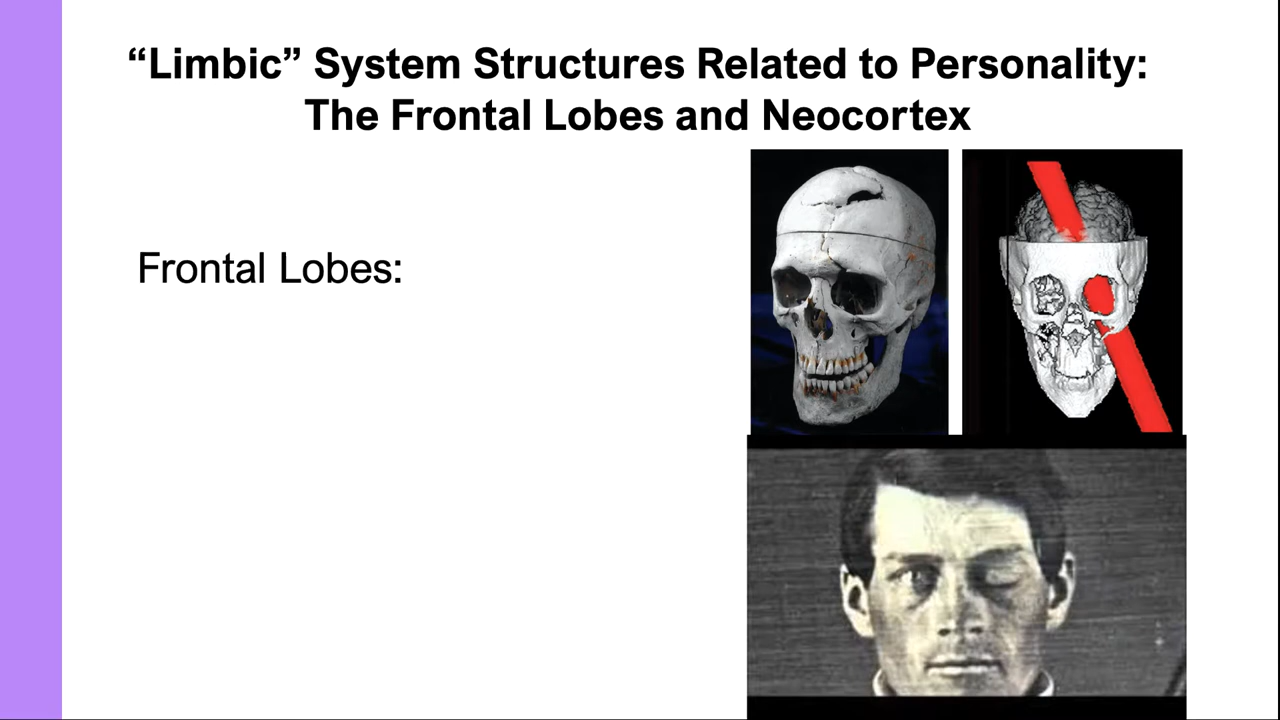 “Limbic” System Structures Related to Personality:
The Frontal Lobes and Neocortex
Frontal Lobes: